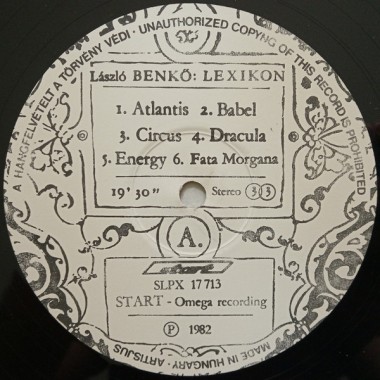 A HANGFELVÉTELT A TÖRVÉNY VÉDI · UNAUTHORIZED COPYING OF THIS RECORD IS PROHIBITED
László BENKŐ: LEXIKON
1. Atlantis 2. Babel
3. Circus 4. Dracula
5. Energy 6. Fata Morgana
19' 30" Stereo 33
A.
start
SLPX 17 713
START - Omega recording
Ⓟ 1982
MADE IN HUNGARY · ARTISJUS